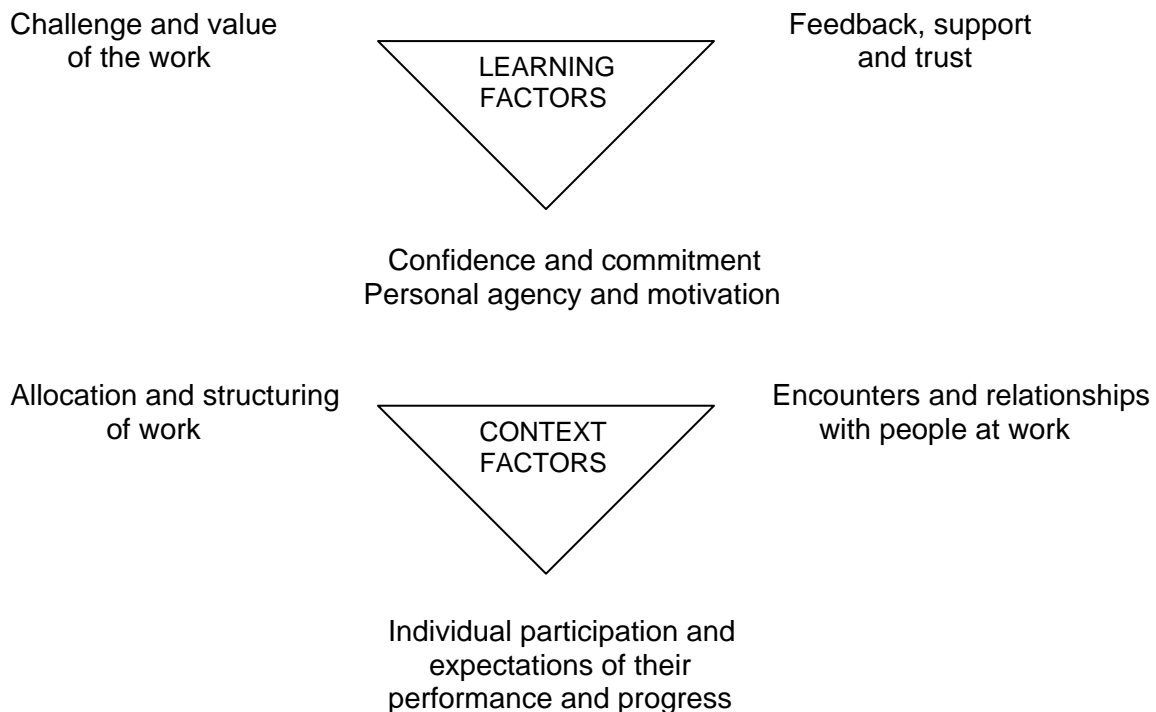 Challenge and value
of the work
LEARNING
FACTORS
Feedback, support
and trust
Confidence and commitment
Personal agency and motivation
Allocation and structuring
of work
CONTEXT
FACTORS
Encounters and relationships
with people at work
Individual participation and
expectations of their
performance and progress